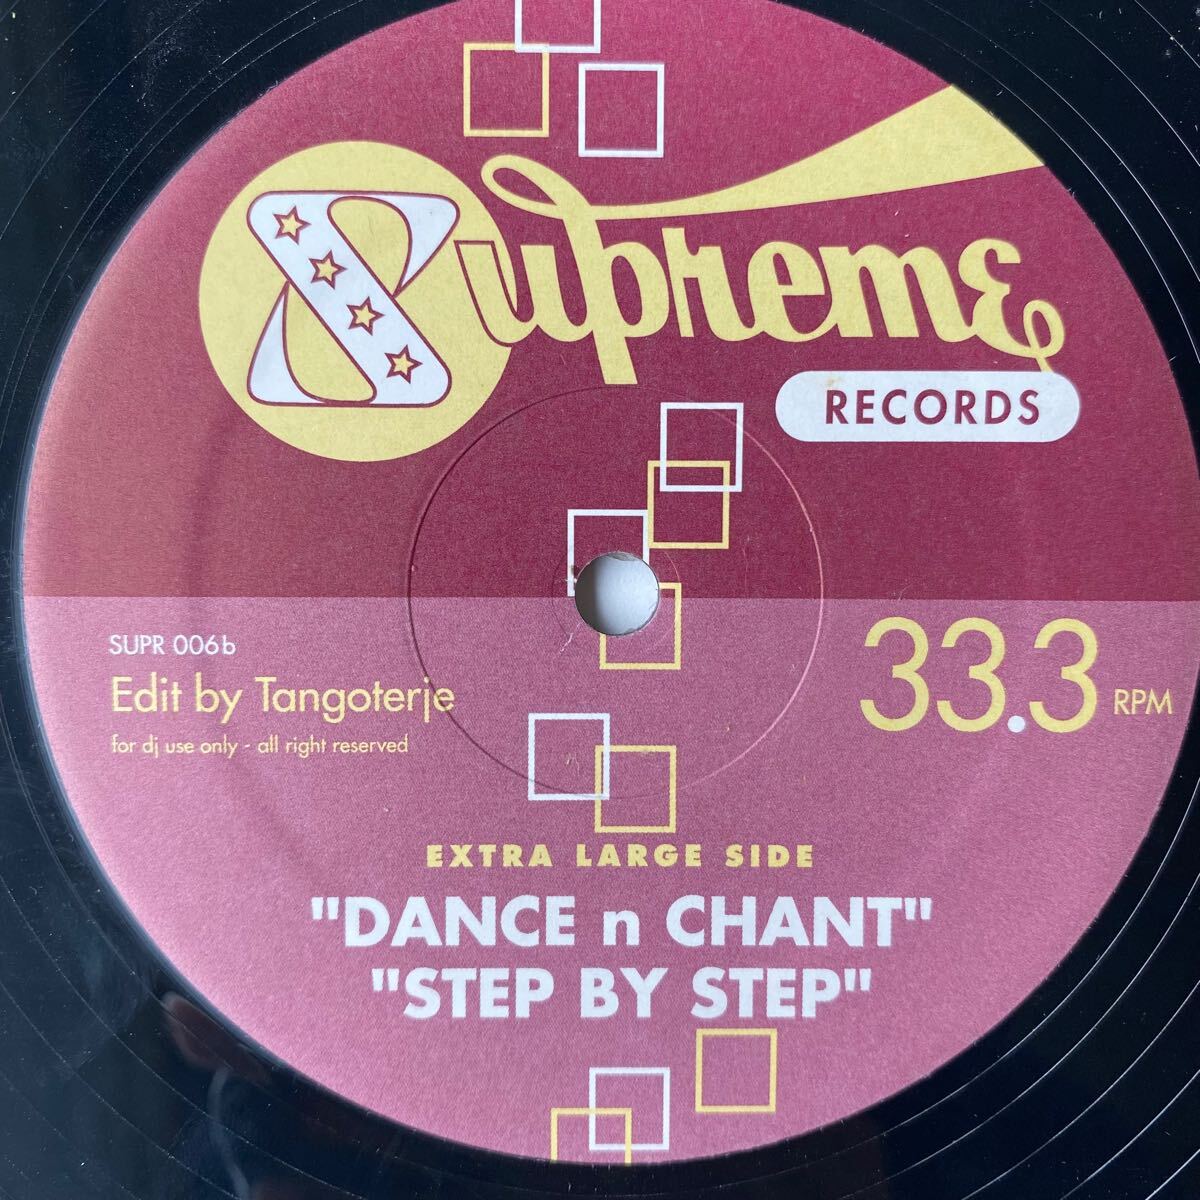 Supreme
RECORDS
SUPR 006b
Edit by Tangoterje
for dj use only - all right reserved
33.3 RPM
EXTRA LARGE SIDE
"DANCE n CHANT"
"STEP BY STEP"